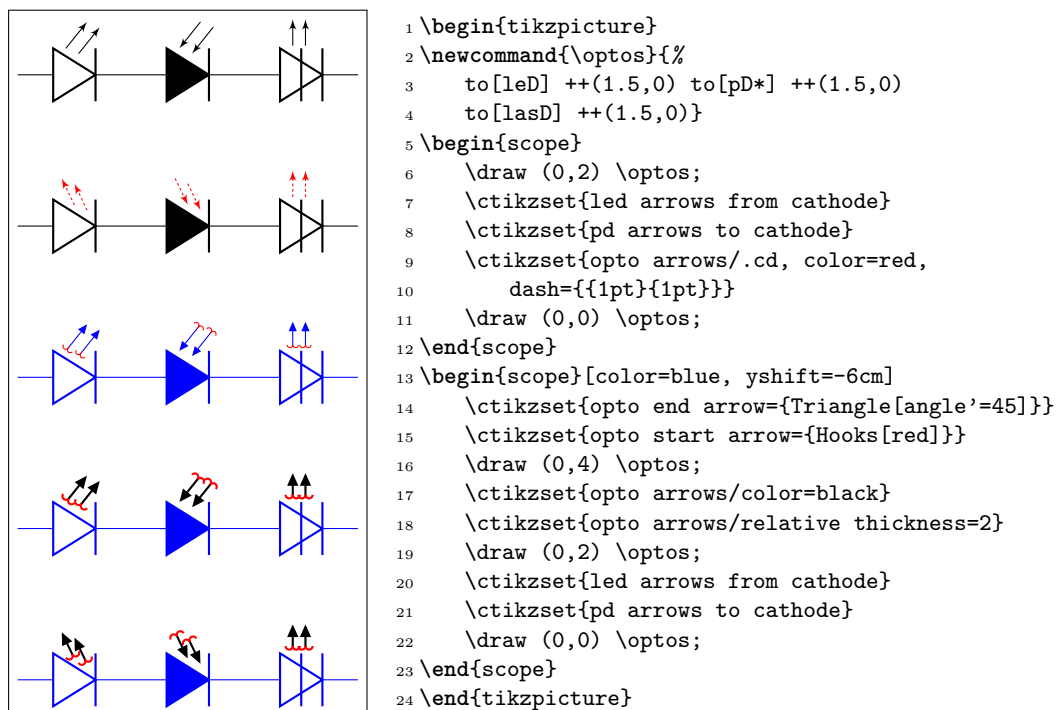 1 \begin{tikzpicture}
2 \newcommand{\optos}{%
3 to[leD] ++(1.5,0) to[pD*] ++(1.5,0)
4 to[lasD] ++(1.5,0)}
5 \begin{scope}
6 \draw (0,2) \optos;
7 \ctikzset{led arrows from cathode}
8 \ctikzset{pd arrows to cathode}
9 \ctikzset{opto arrows/.cd, color=red,
10 dash={{1pt}{1pt}}}
11 \draw (0,0) \optos;
12 \end{scope}
13 \begin{scope}[color=blue, yshift=-6cm]
14 \ctikzset{opto end arrow={Triangle[angle’=45]}}
15 \ctikzset{opto start arrow={Hooks[red]}}
16 \draw (0,4) \optos;
17 \ctikzset{opto arrows/color=black}
18 \ctikzset{opto arrows/relative thickness=2}
19 \draw (0,2) \optos;
20 \ctikzset{led arrows from cathode}
21 \ctikzset{pd arrows to cathode}
22 \draw (0,0) \optos;
23 \end{scope}
24 \end{tikzpicture}